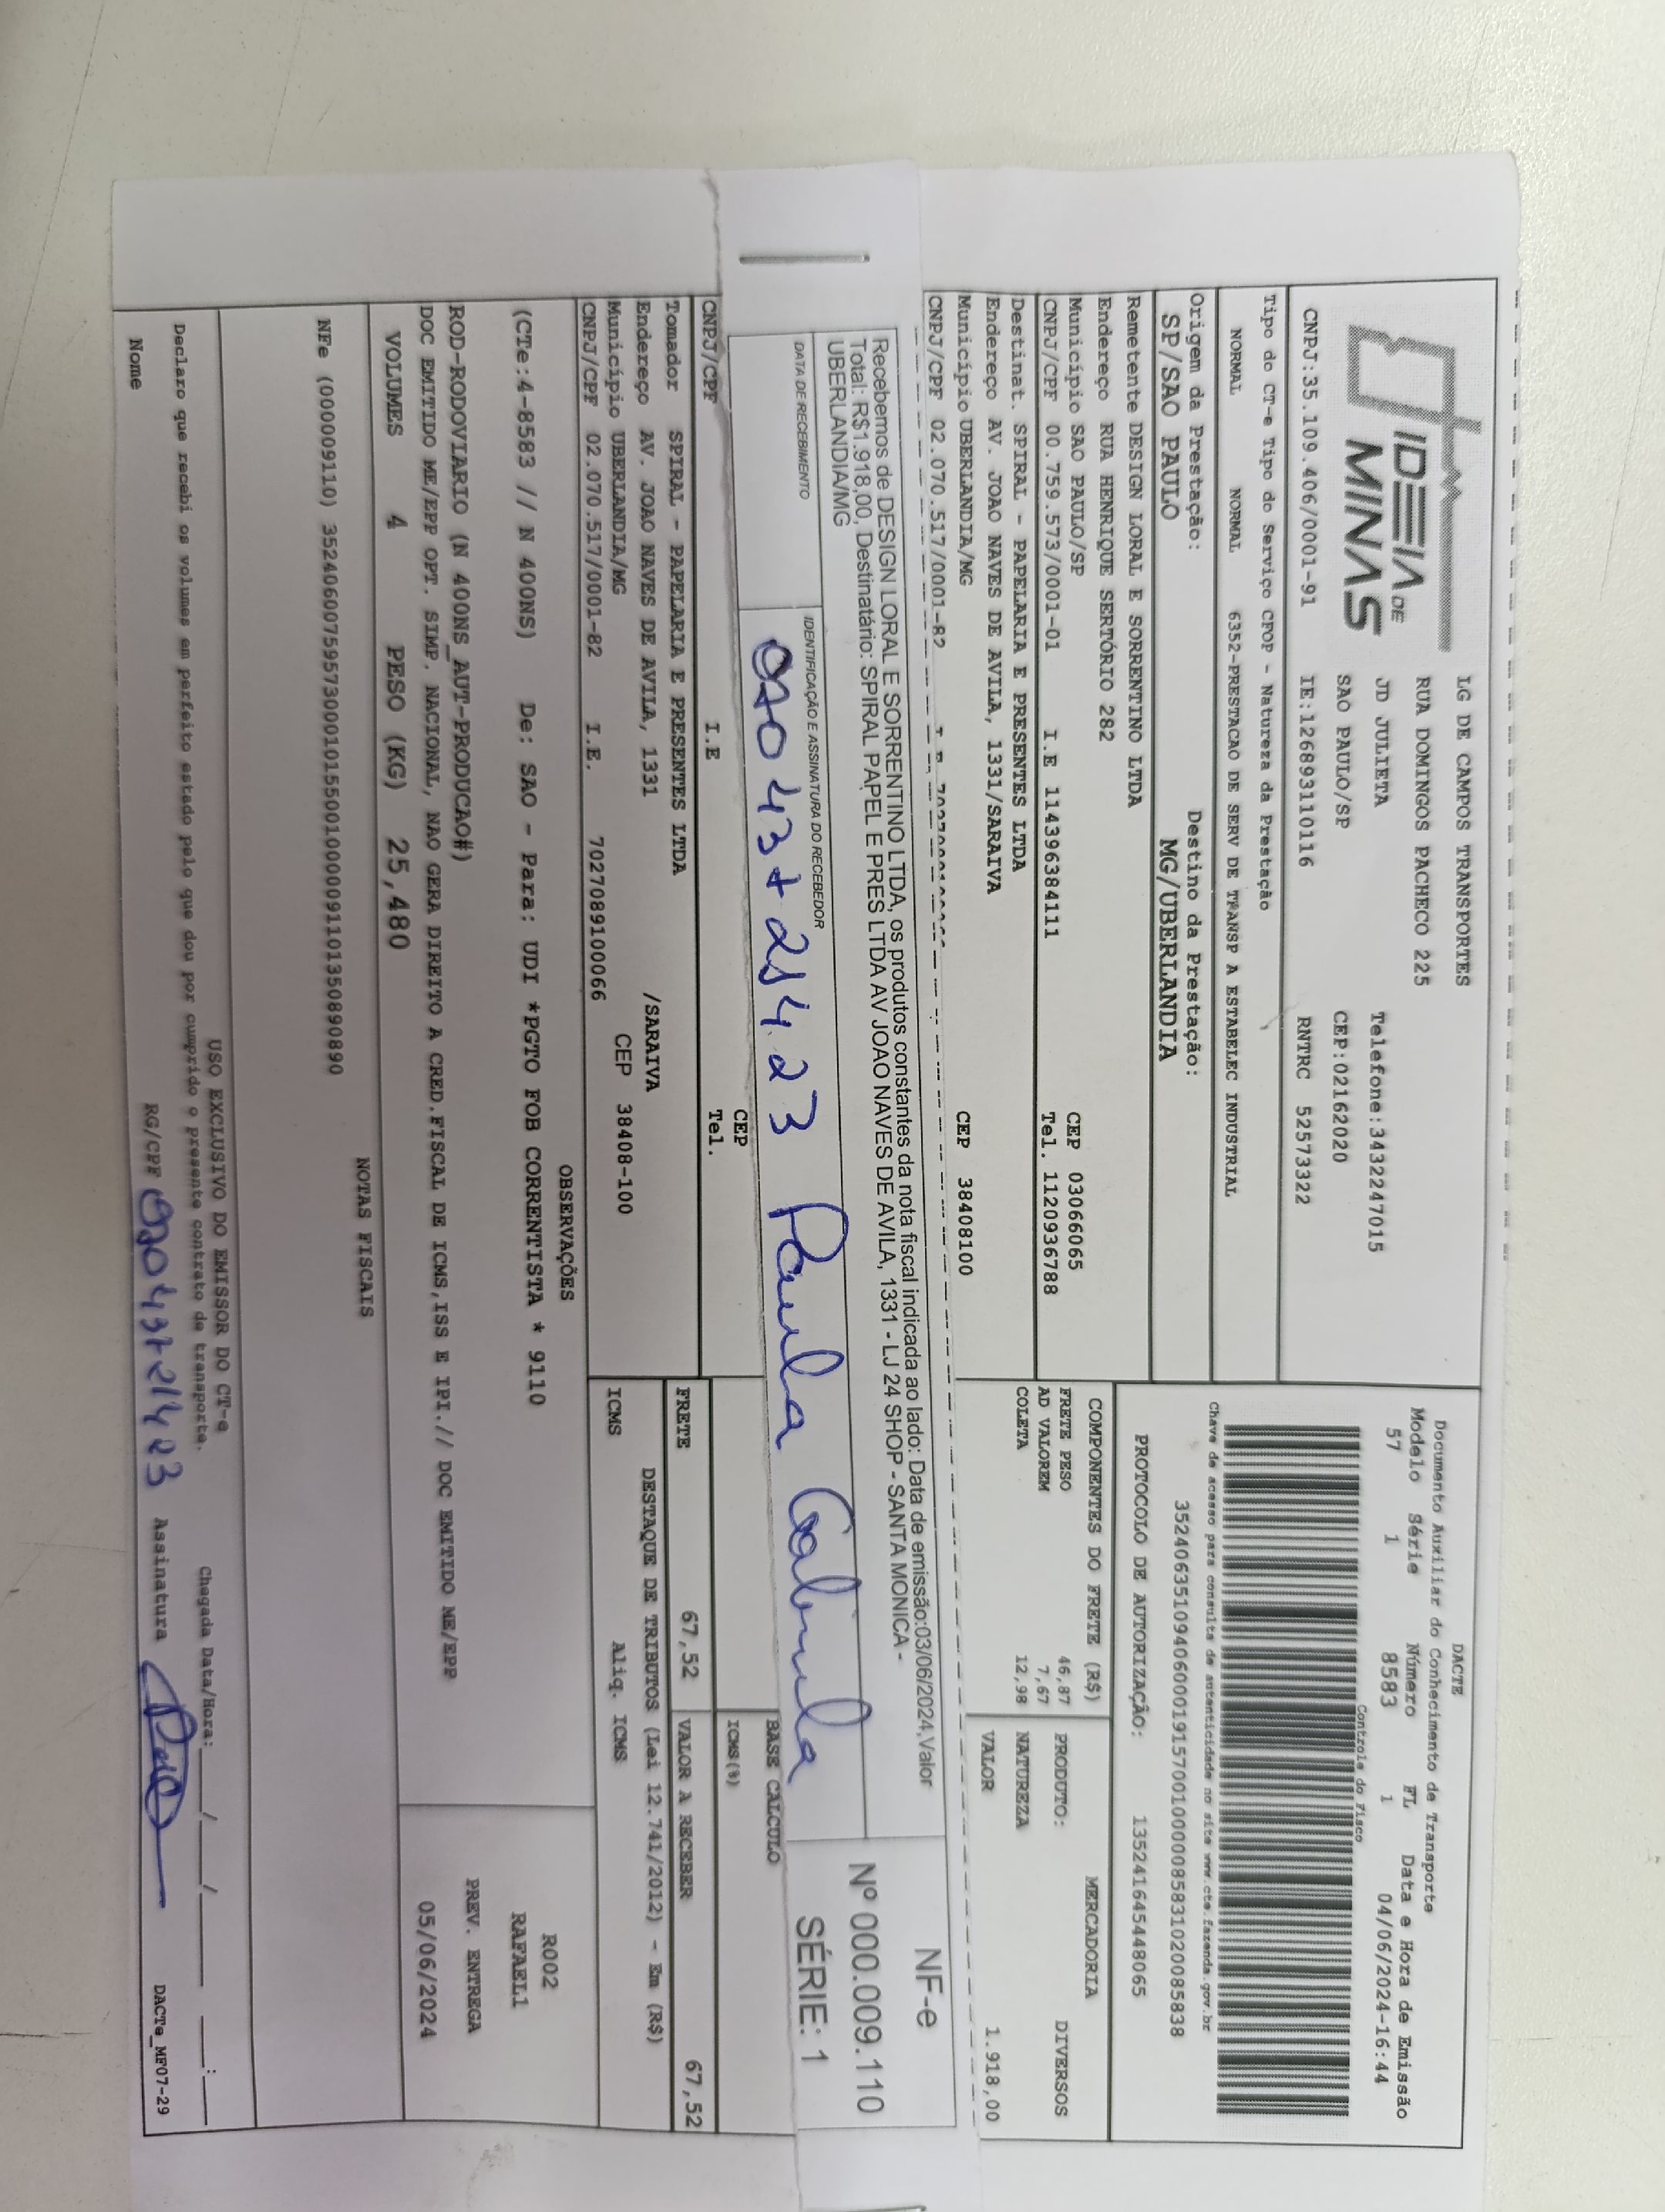 IDEIA DE
MINAS
LG DE CAMPOS TRANSPORTES
RUA DOMINGOS PACHECO 225
JD JULIETA Telefone:3432247015
SAO PAULO/SP CEP:02162020
CNPJ:35.109.406/0001-91 IE:126893110116 RNTRC 52573322
DACTE
Documento Auxiliar do Conhecimento de Transporte
Modelo Série Número FL Data e Hora de Emissão
57 1 8583 1 04/06/2024-16:44
Controle do Fisco
Chave de acesso para consulta de autenticidade no site www.cte.fazenda.gov.br
35240635109406000191570010000085831020085838
PROTOCOLO DE AUTORIZAÇÃO: 135241645448065
Tipo do CT-e Tipo do Serviço CFOP - Natureza da Prestação
NORMAL NORMAL 6352-PRESTACAO DE SERV DE TRANSP A ESTABELEC INDUSTRIAL
Origem da Prestação: Destino da Prestação:
SP/SAO PAULO MG/UBERLANDIA
Remetente DESIGN LORAL E SORRENTINO LTDA
Endereço RUA HENRIQUE SERTÓRIO 282
Município SAO PAULO/SP CEP 03066065
CNPJ/CPF 00.759.573/0001-01 I.E 114396384111 Tel. 1120936788
Destinat. SPIRAL - PAPELARIA E PRESENTES LTDA
Endereço AV. JOAO NAVES DE AVILA, 1331/SARAIVA
Município UBERLANDIA/MG CEP 38408100
CNPJ/CPF 02.070.517/0001-82
COMPONENTES DO FRETE (R$)
FRETE PESO 46,87
AD VALOREM 7,67
COLETA 12,98
MERCADORIA
PRODUTO: DIVERSOS
NATUREZA
VALOR 1.918,00
Recebemos de DESIGN LORAL E SORRENTINO LTDA, os produtos constantes da nota fiscal indicada ao lado: Data de emissão:03/06/2024,Valor
Total: R$1.918,00, Destinatário: SPIRAL PAPEL E PRES LTDA AV JOAO NAVES DE AVILA, 1331 - LJ 24 SHOP - SANTA MONICA -
UBERLANDIA/MG
DATA DE RECEBIMENTO IDENTIFICAÇÃO E ASSINATURA DO RECEBEDOR
Paula
NF-e
Nº 000.009.110
SÉRIE: 1
CEP
CNPJ/CPF I.E Tel.
BASE CÁLCULO
ICMS(%)
Tomador SPIRAL - PAPELARIA E PRESENTES LTDA
Endereço AV. JOAO NAVES DE AVILA, 1331 /SARAIVA
Município UBERLANDIA/MG CEP 38408-100
CNPJ/CPF 02.070.517/0001-82 I.E. 7027089100066
FRETE 67,52 VALOR A RECEBER 67,52
DESTAQUE DE TRIBUTOS (Lei 12.741/2012) - Em (R$)
ICMS Aliq. ICMS
OBSERVAÇÕES
(CTe:4-8583 // N 400NS) De: SAO - Para: UDI *PGTO FOB CORRENTISTA * 9110
ROD-RODOVIARIO (N 400NS_AUT-PRODUCAO#)
DOC EMITIDO ME/EPP OPT. SIMP. NACIONAL, NAO GERA DIREITO A CRED.FISCAL DE ICMS,ISS E IPI.// DOC EMITIDO ME/EPP
R002
RAFAEL1
PREV. ENTREGA
05/06/2024
VOLUMES 4 PESO (KG) 25,480
NOTAS FISCAIS
NFe (000009110) 35240600759573000101550010000091101350890890
USO EXCLUSIVO DO EMISSOR DO CT-e
Declaro que recebi os volumes em perfeito estado pelo que dou por cumprido o presente contrato de transporte. Chegada Data/Hora:____/____/______ ___:___
Nome RG/CPF Assinatura DACTe_MF07-29